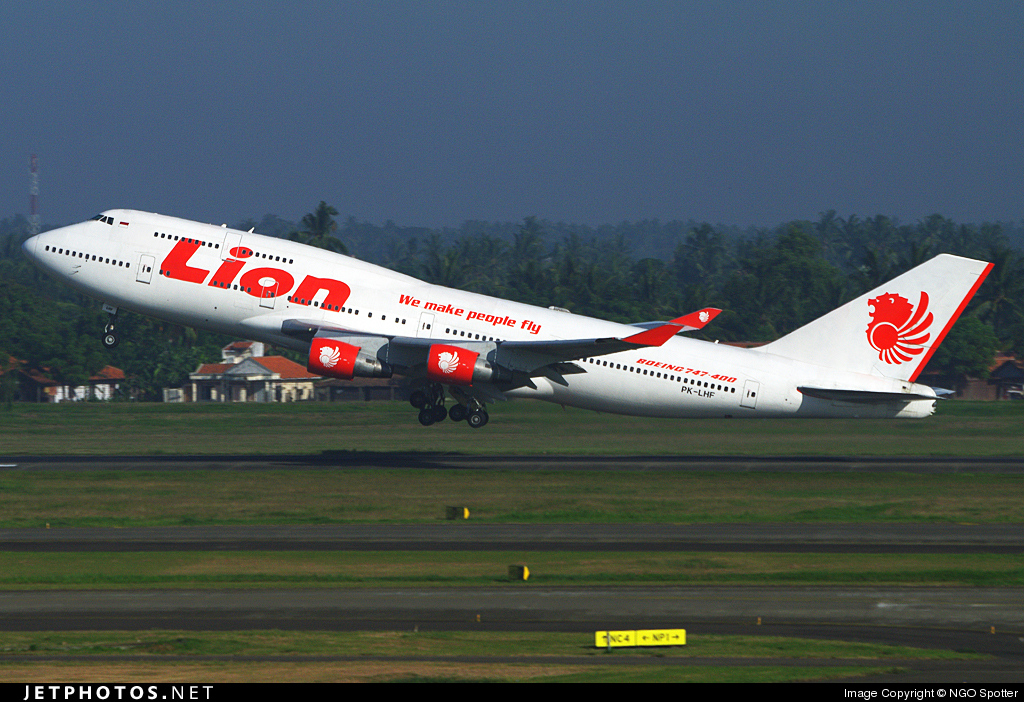 Lion
We make people fly
BOEING 747-400
PK-LHF
NC4 ←NP1→
JETPHOTOS.NET
Image Copyright © NGO Spotter